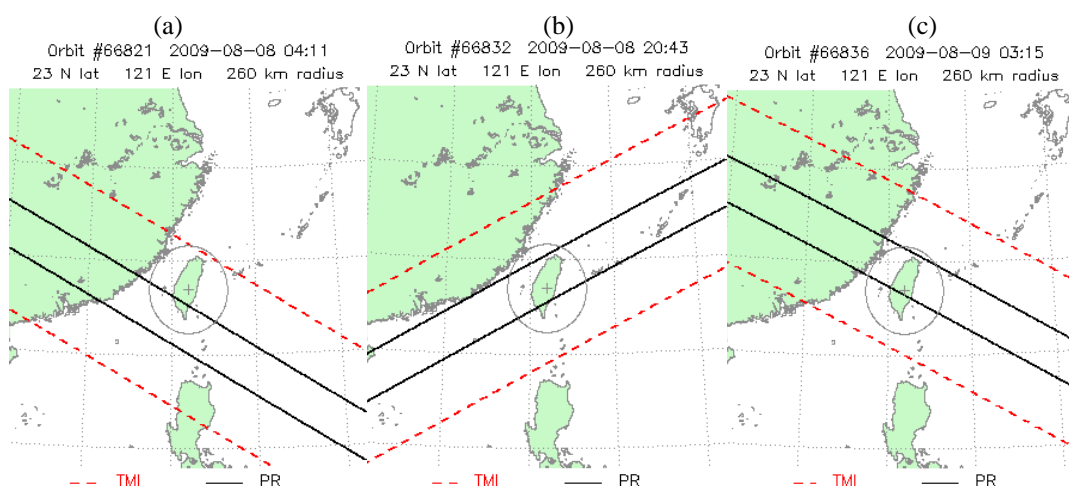 (a)
Orbit #66821 2009-08-08 04:11
23 N lat 121 E lon 260 km radius
TMI PR
(b)
Orbit #66832 2009-08-08 20:43
23 N lat 121 E lon 260 km radius
TMI PR
(c)
Orbit #66836 2009-08-09 03:15
23 N lat 121 E lon 260 km radius
TMI PR